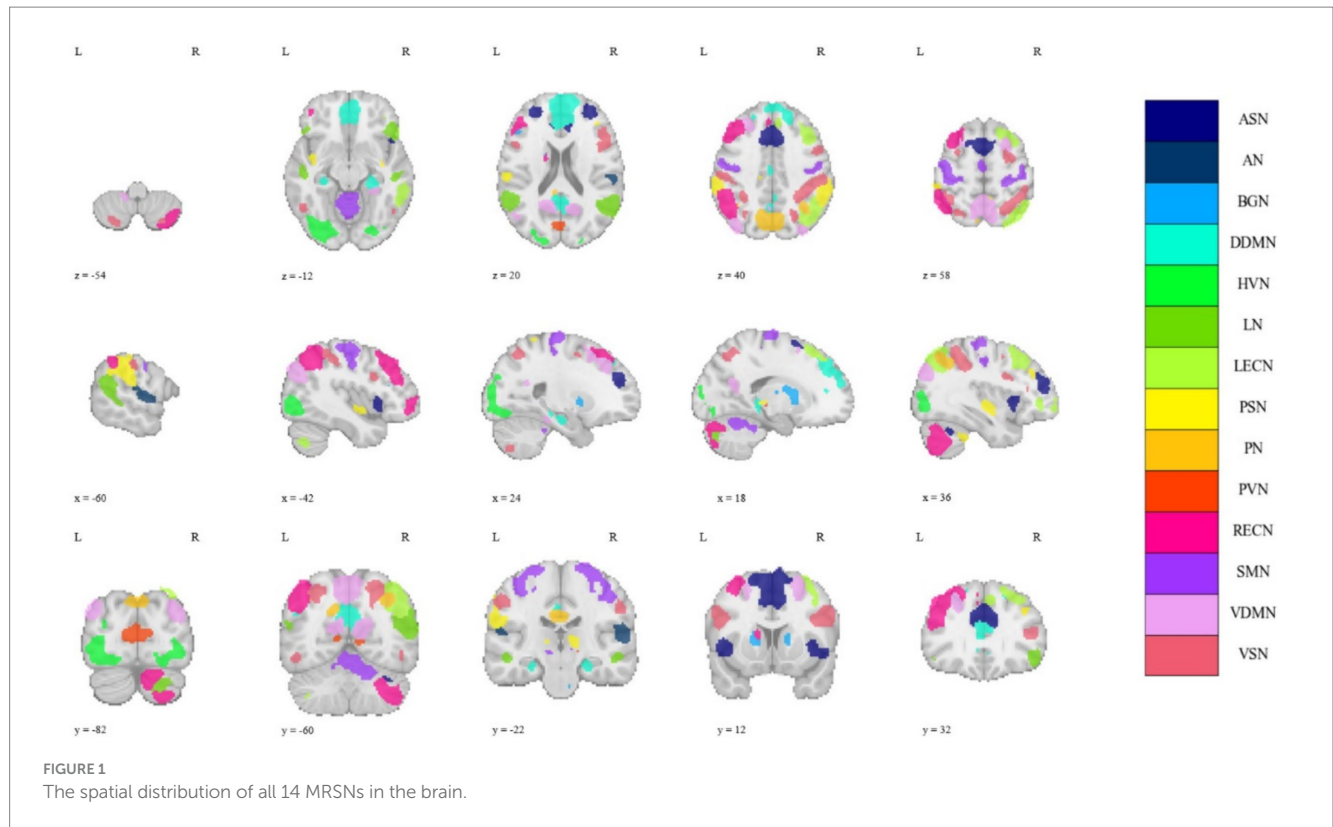 L R L R L R L R L R
z = -54 z = -12 z = 20 z = 40 z = 58
x = -60 x = -42 x = 24 x = 18 x = 36
L R L R L R L R L R
y = -82 y = -60 y = -22 y = 12 y = 32
ASN
AN
BGN
DDMN
HVN
LN
LECN
PSN
PN
PVN
RECN
SMN
VDMN
VSN
FIGURE 1
The spatial distribution of all 14 MRSNs in the brain.